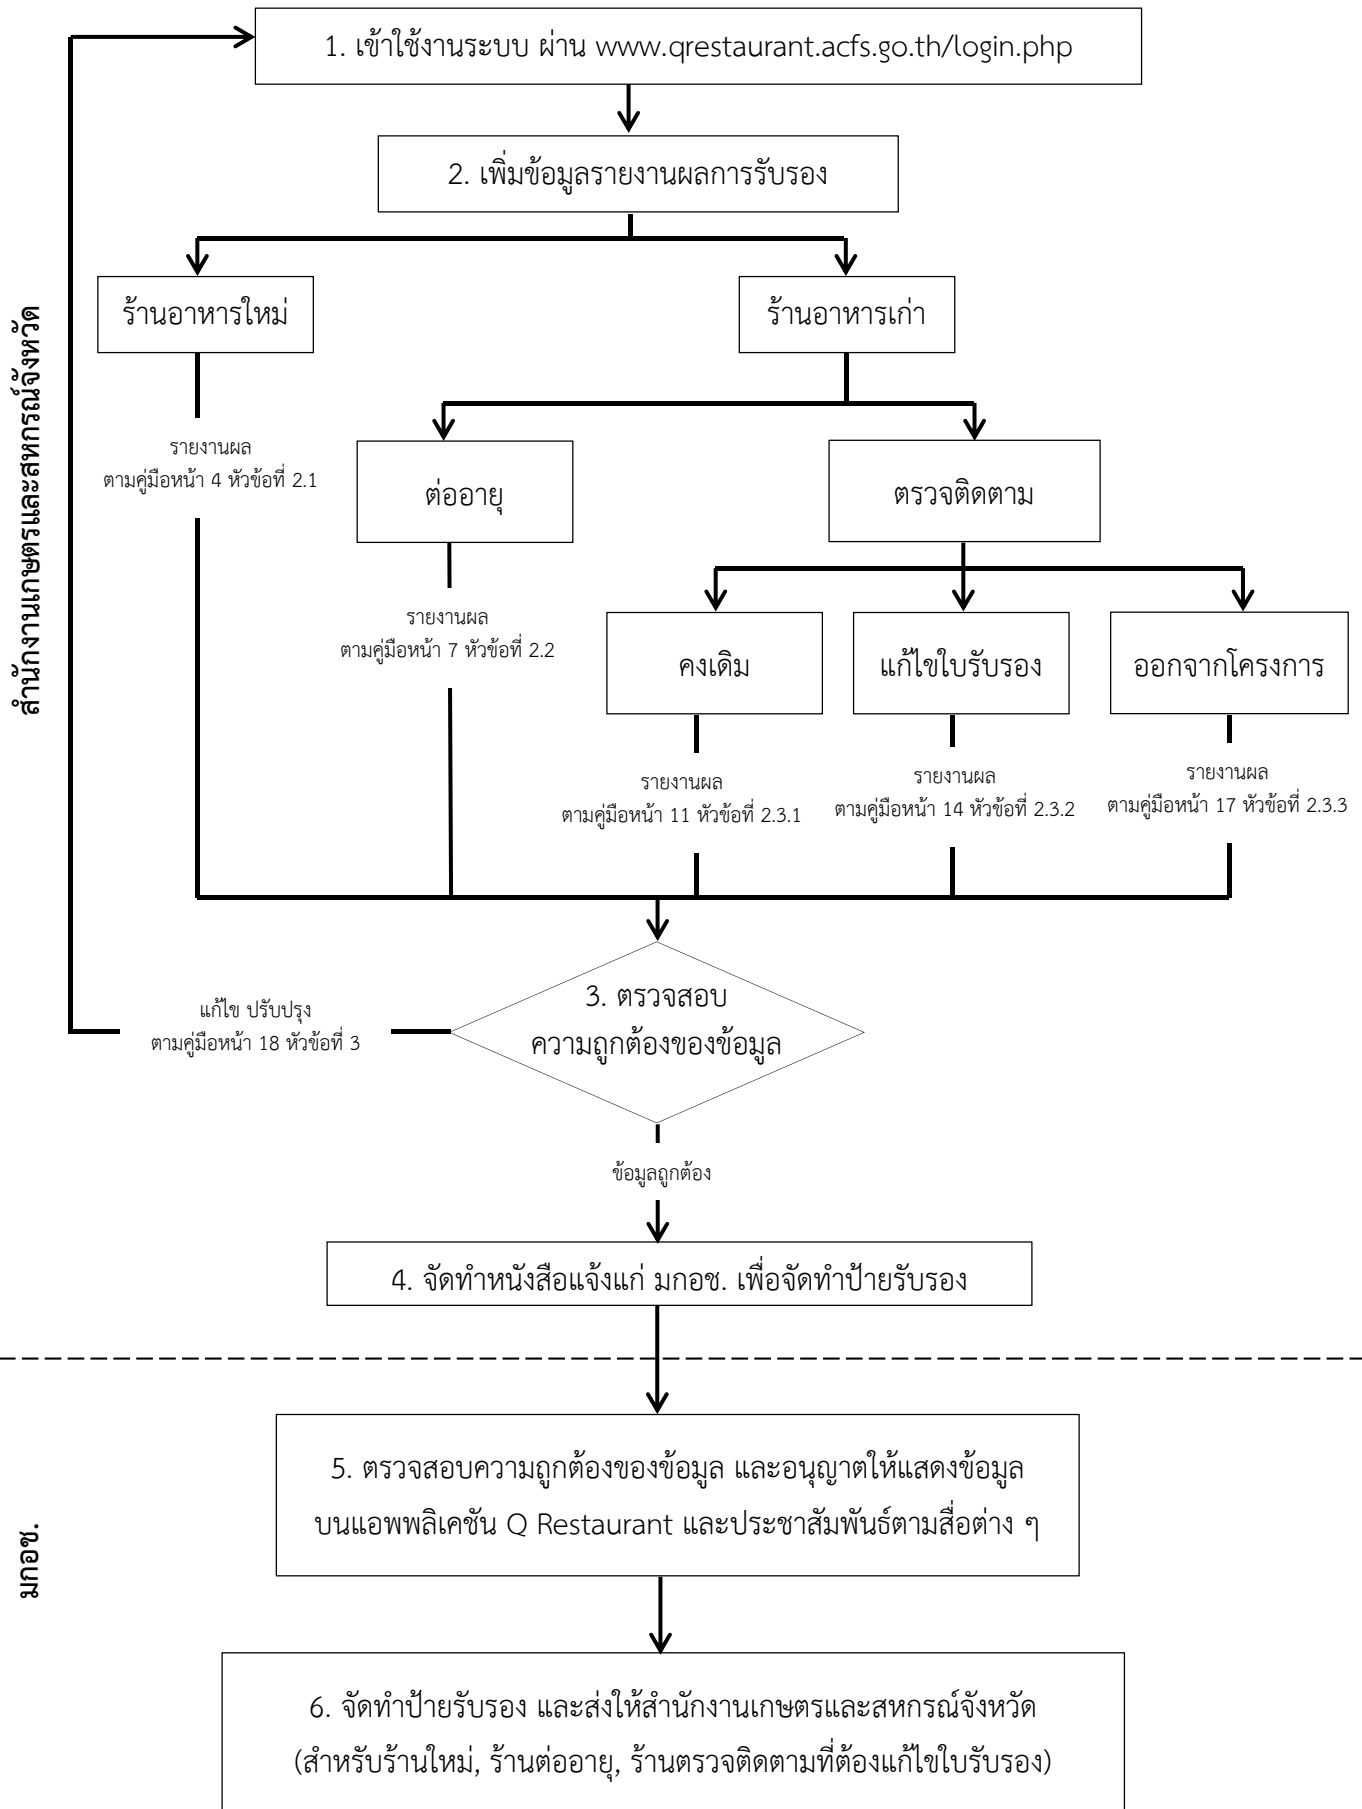 1. เข้าใช้งานระบบ ผ่าน www.qrestaurant.acfs.go.th/login.php
2. เพิ่มข้อมูลรายงานผลการรับรอง
ร้านอาหารใหม่
ร้านอาหารเก่า
รายงานผล
ตามคู่มือหน้า 4 หัวข้อที่ 2.1
ต่ออายุ
ตรวจติดตาม
รายงานผล
ตามคู่มือหน้า 7 หัวข้อที่ 2.2
คงเดิม
แก้ไขใบรับรอง
ออกจากโครงการ
รายงานผล
ตามคู่มือหน้า 11 หัวข้อที่ 2.3.1
รายงานผล
ตามคู่มือหน้า 14 หัวข้อที่ 2.3.2
รายงานผล
ตามคู่มือหน้า 17 หัวข้อที่ 2.3.3
สำนักงานเกษตรและสหกรณ์จังหวัด
3. ตรวจสอบ
ความถูกต้องของข้อมูล
แก้ไข ปรับปรุง
ตามคู่มือหน้า 18 หัวข้อที่ 3
ข้อมูลถูกต้อง
4. จัดทำหนังสือแจ้งแก่ มกอช. เพื่อจัดทำป้ายรับรอง
5. ตรวจสอบความถูกต้องของข้อมูล และอนุญาตให้แสดงข้อมูล
บนแอพพลิเคชัน Q Restaurant และประชาสัมพันธ์ตามสื่อต่าง ๆ
มกอช.
6. จัดทำป้ายรับรอง และส่งให้สำนักงานเกษตรและสหกรณ์จังหวัด
(สำหรับร้านใหม่, ร้านต่ออายุ, ร้านตรวจติดตามที่ต้องแก้ไขใบรับรอง)